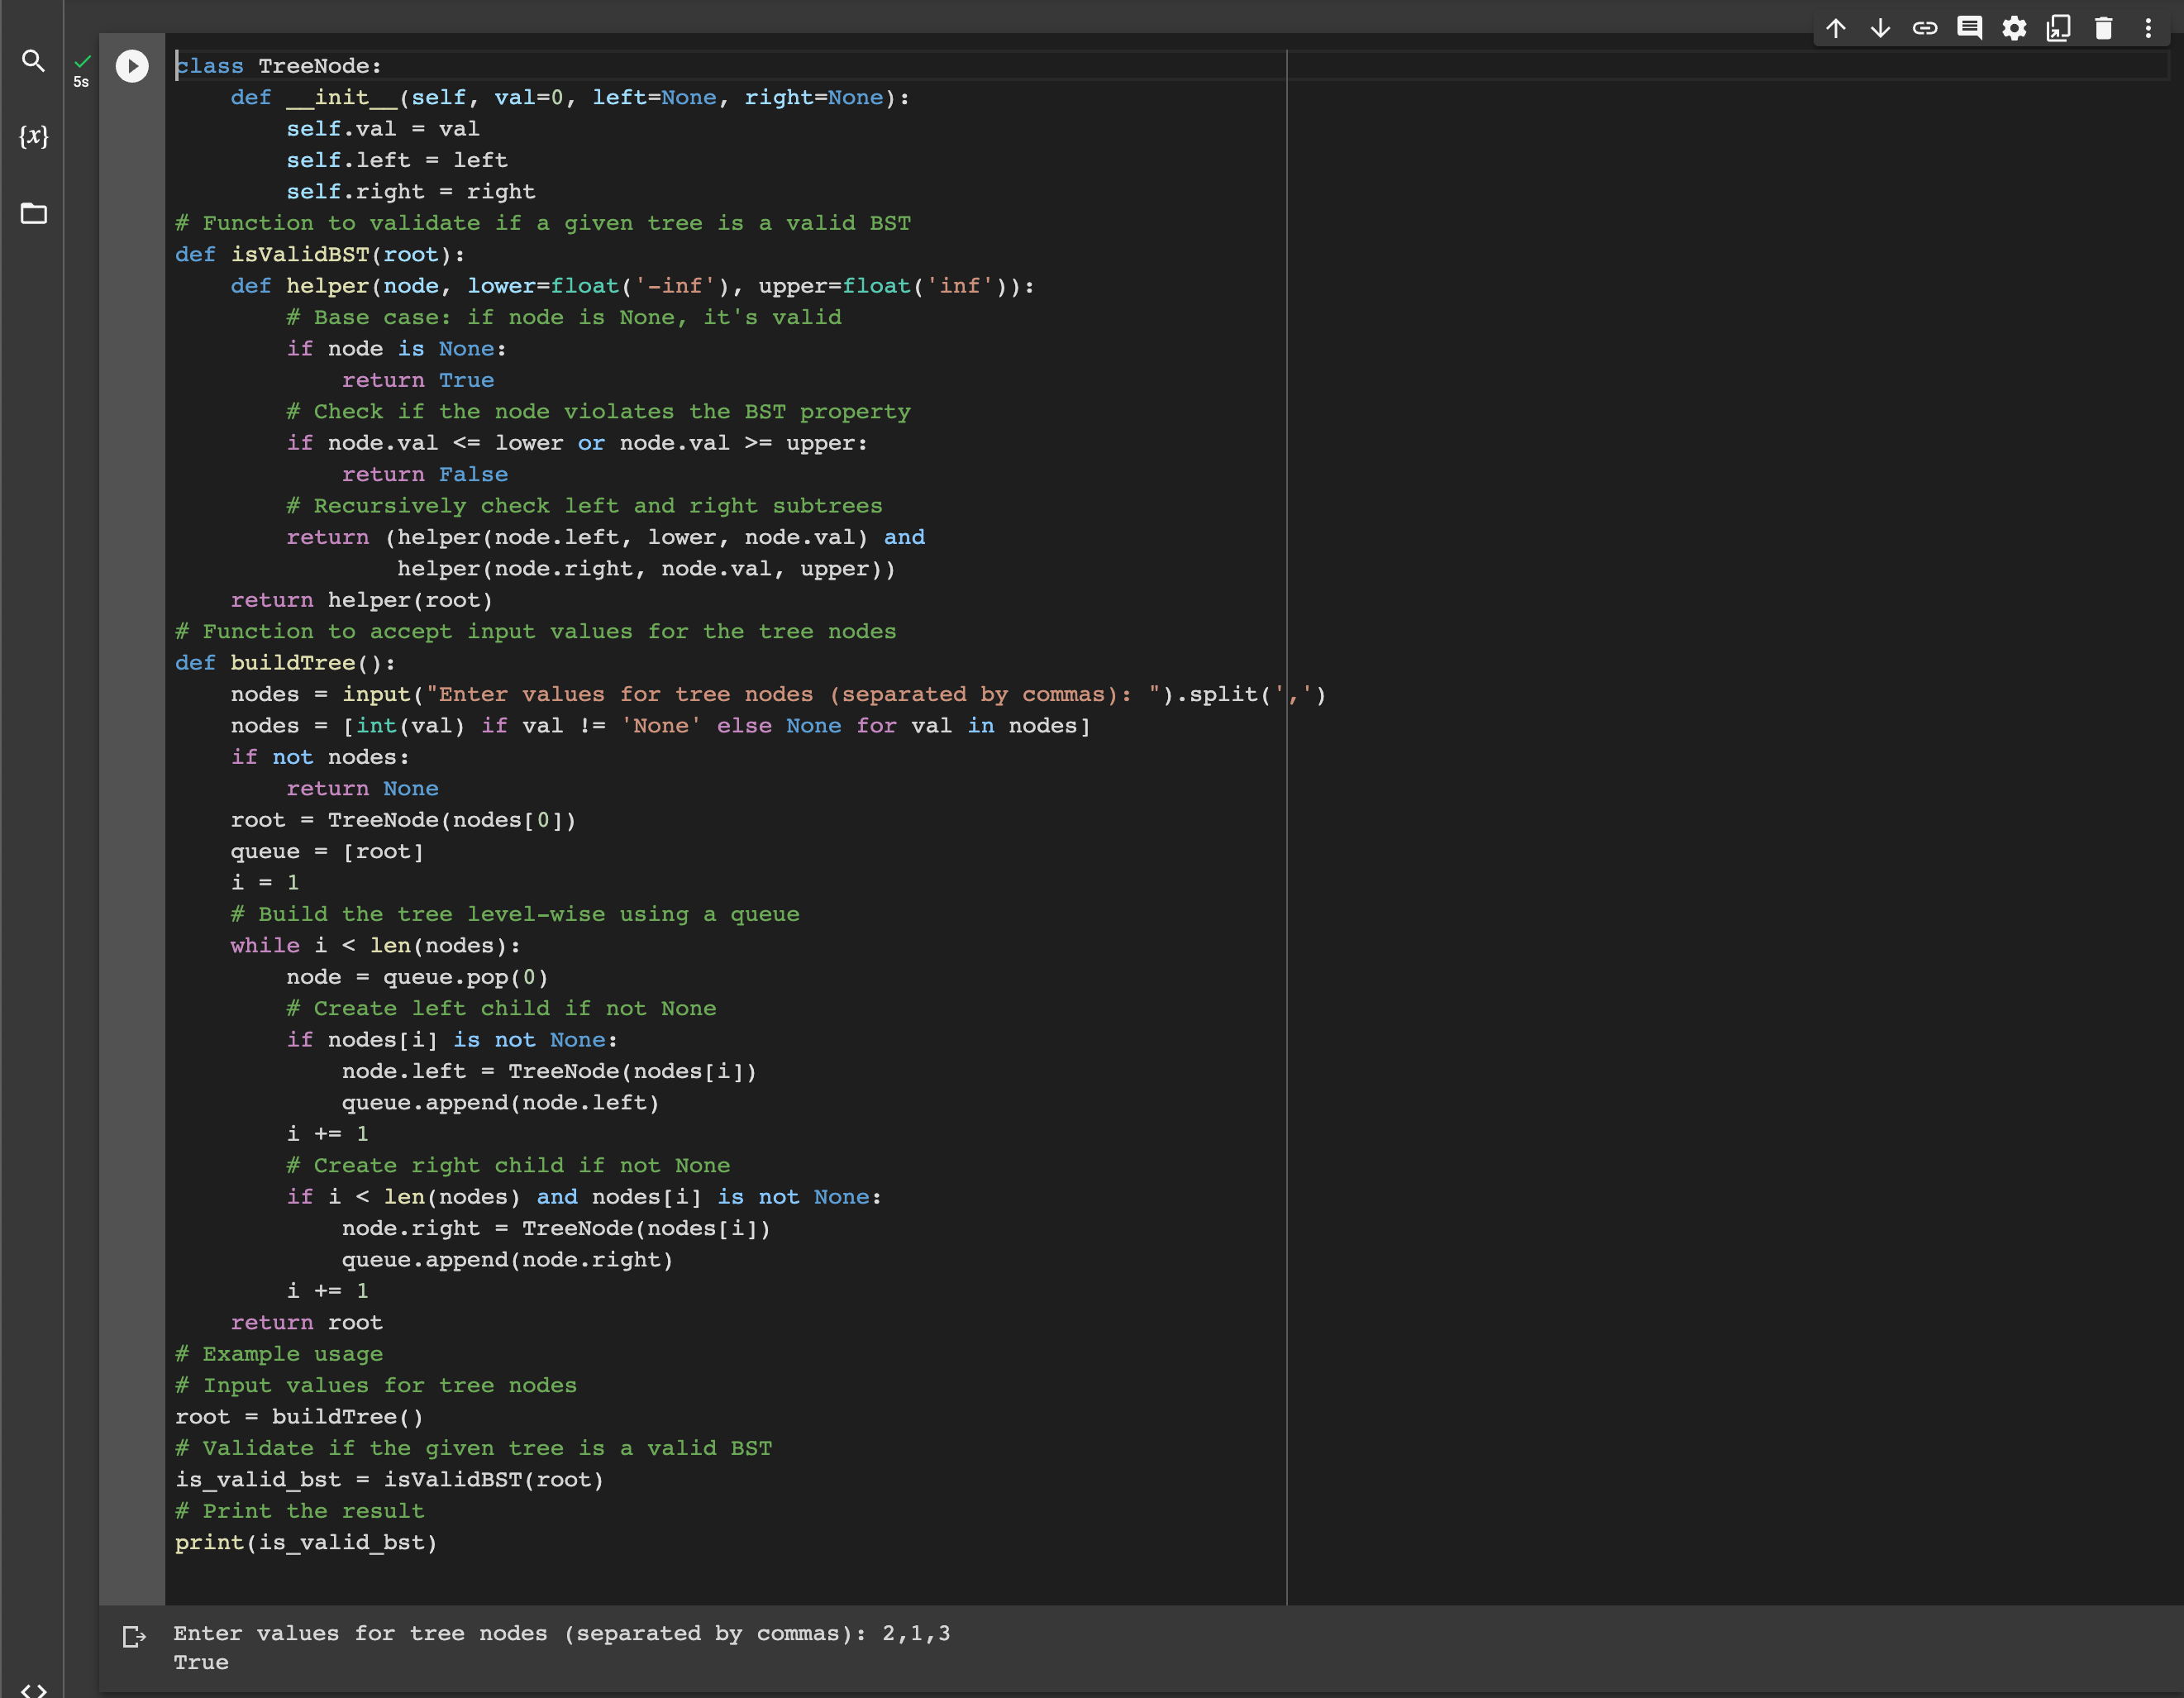 5s
{x}
class TreeNode:
    def __init__(self, val=0, left=None, right=None):
        self.val = val
        self.left = left
        self.right = right
# Function to validate if a given tree is a valid BST
def isValidBST(root):
    def helper(node, lower=float('-inf'), upper=float('inf')):
        # Base case: if node is None, it's valid
        if node is None:
            return True
        # Check if the node violates the BST property
        if node.val <= lower or node.val >= upper:
            return False
        # Recursively check left and right subtrees
        return (helper(node.left, lower, node.val) and
                helper(node.right, node.val, upper))
    return helper(root)
# Function to accept input values for the tree nodes
def buildTree():
    nodes = input("Enter values for tree nodes (separated by commas): ").split(',')
    nodes = [int(val) if val != 'None' else None for val in nodes]
    if not nodes:
        return None
    root = TreeNode(nodes[0])
    queue = [root]
    i = 1
    # Build the tree level-wise using a queue
    while i < len(nodes):
        node = queue.pop(0)
        # Create left child if not None
        if nodes[i] is not None:
            node.left = TreeNode(nodes[i])
            queue.append(node.left)
        i += 1
        # Create right child if not None
        if i < len(nodes) and nodes[i] is not None:
            node.right = TreeNode(nodes[i])
            queue.append(node.right)
        i += 1
    return root
# Example usage
# Input values for tree nodes
root = buildTree()
# Validate if the given tree is a valid BST
is_valid_bst = isValidBST(root)
# Print the result
print(is_valid_bst)
Enter values for tree nodes (separated by commas): 2,1,3
True